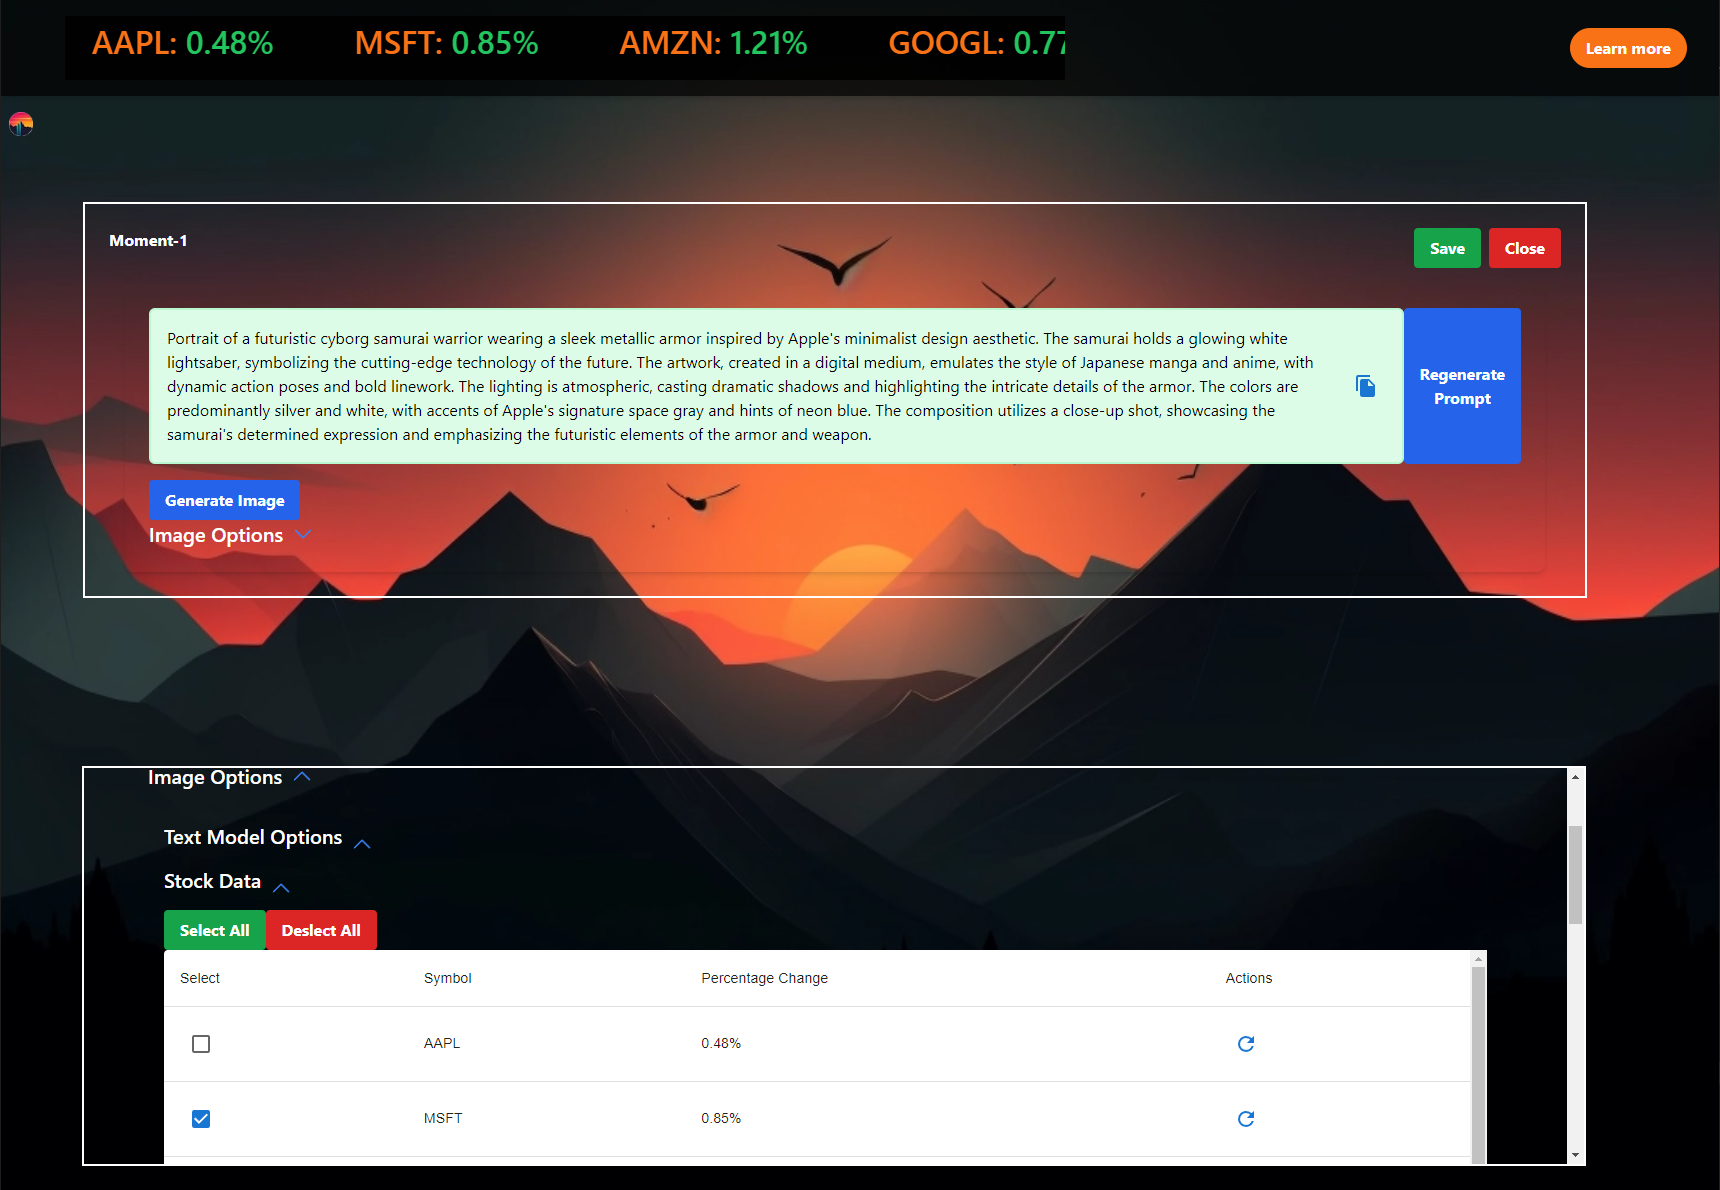 AAPL: 0.48% MSFT: 0.85% AMZN: 1.21% GOOGL: 0.77
Learn more
Moment-1
Save Close
Portrait of a futuristic cyborg samurai warrior wearing a sleek metallic armor inspired by Apple's minimalist design aesthetic. The samurai holds a glowing white
lightsaber, symbolizing the cutting-edge technology of the future. The artwork, created in a digital medium, emulates the style of Japanese manga and anime, with
dynamic action poses and bold linework. The lighting is atmospheric, casting dramatic shadows and highlighting the intricate details of the armor. The colors are
predominantly silver and white, with accents of Apple's signature space gray and hints of neon blue. The composition utilizes a close-up shot, showcasing the
samurai's determined expression and emphasizing the futuristic elements of the armor and weapon.
Regenerate
Prompt
Generate Image
Image Options
Image Options
Text Model Options
Stock Data
Select All Deslect All
Select Symbol Percentage Change Actions
AAPL 0.48%
MSFT 0.85%